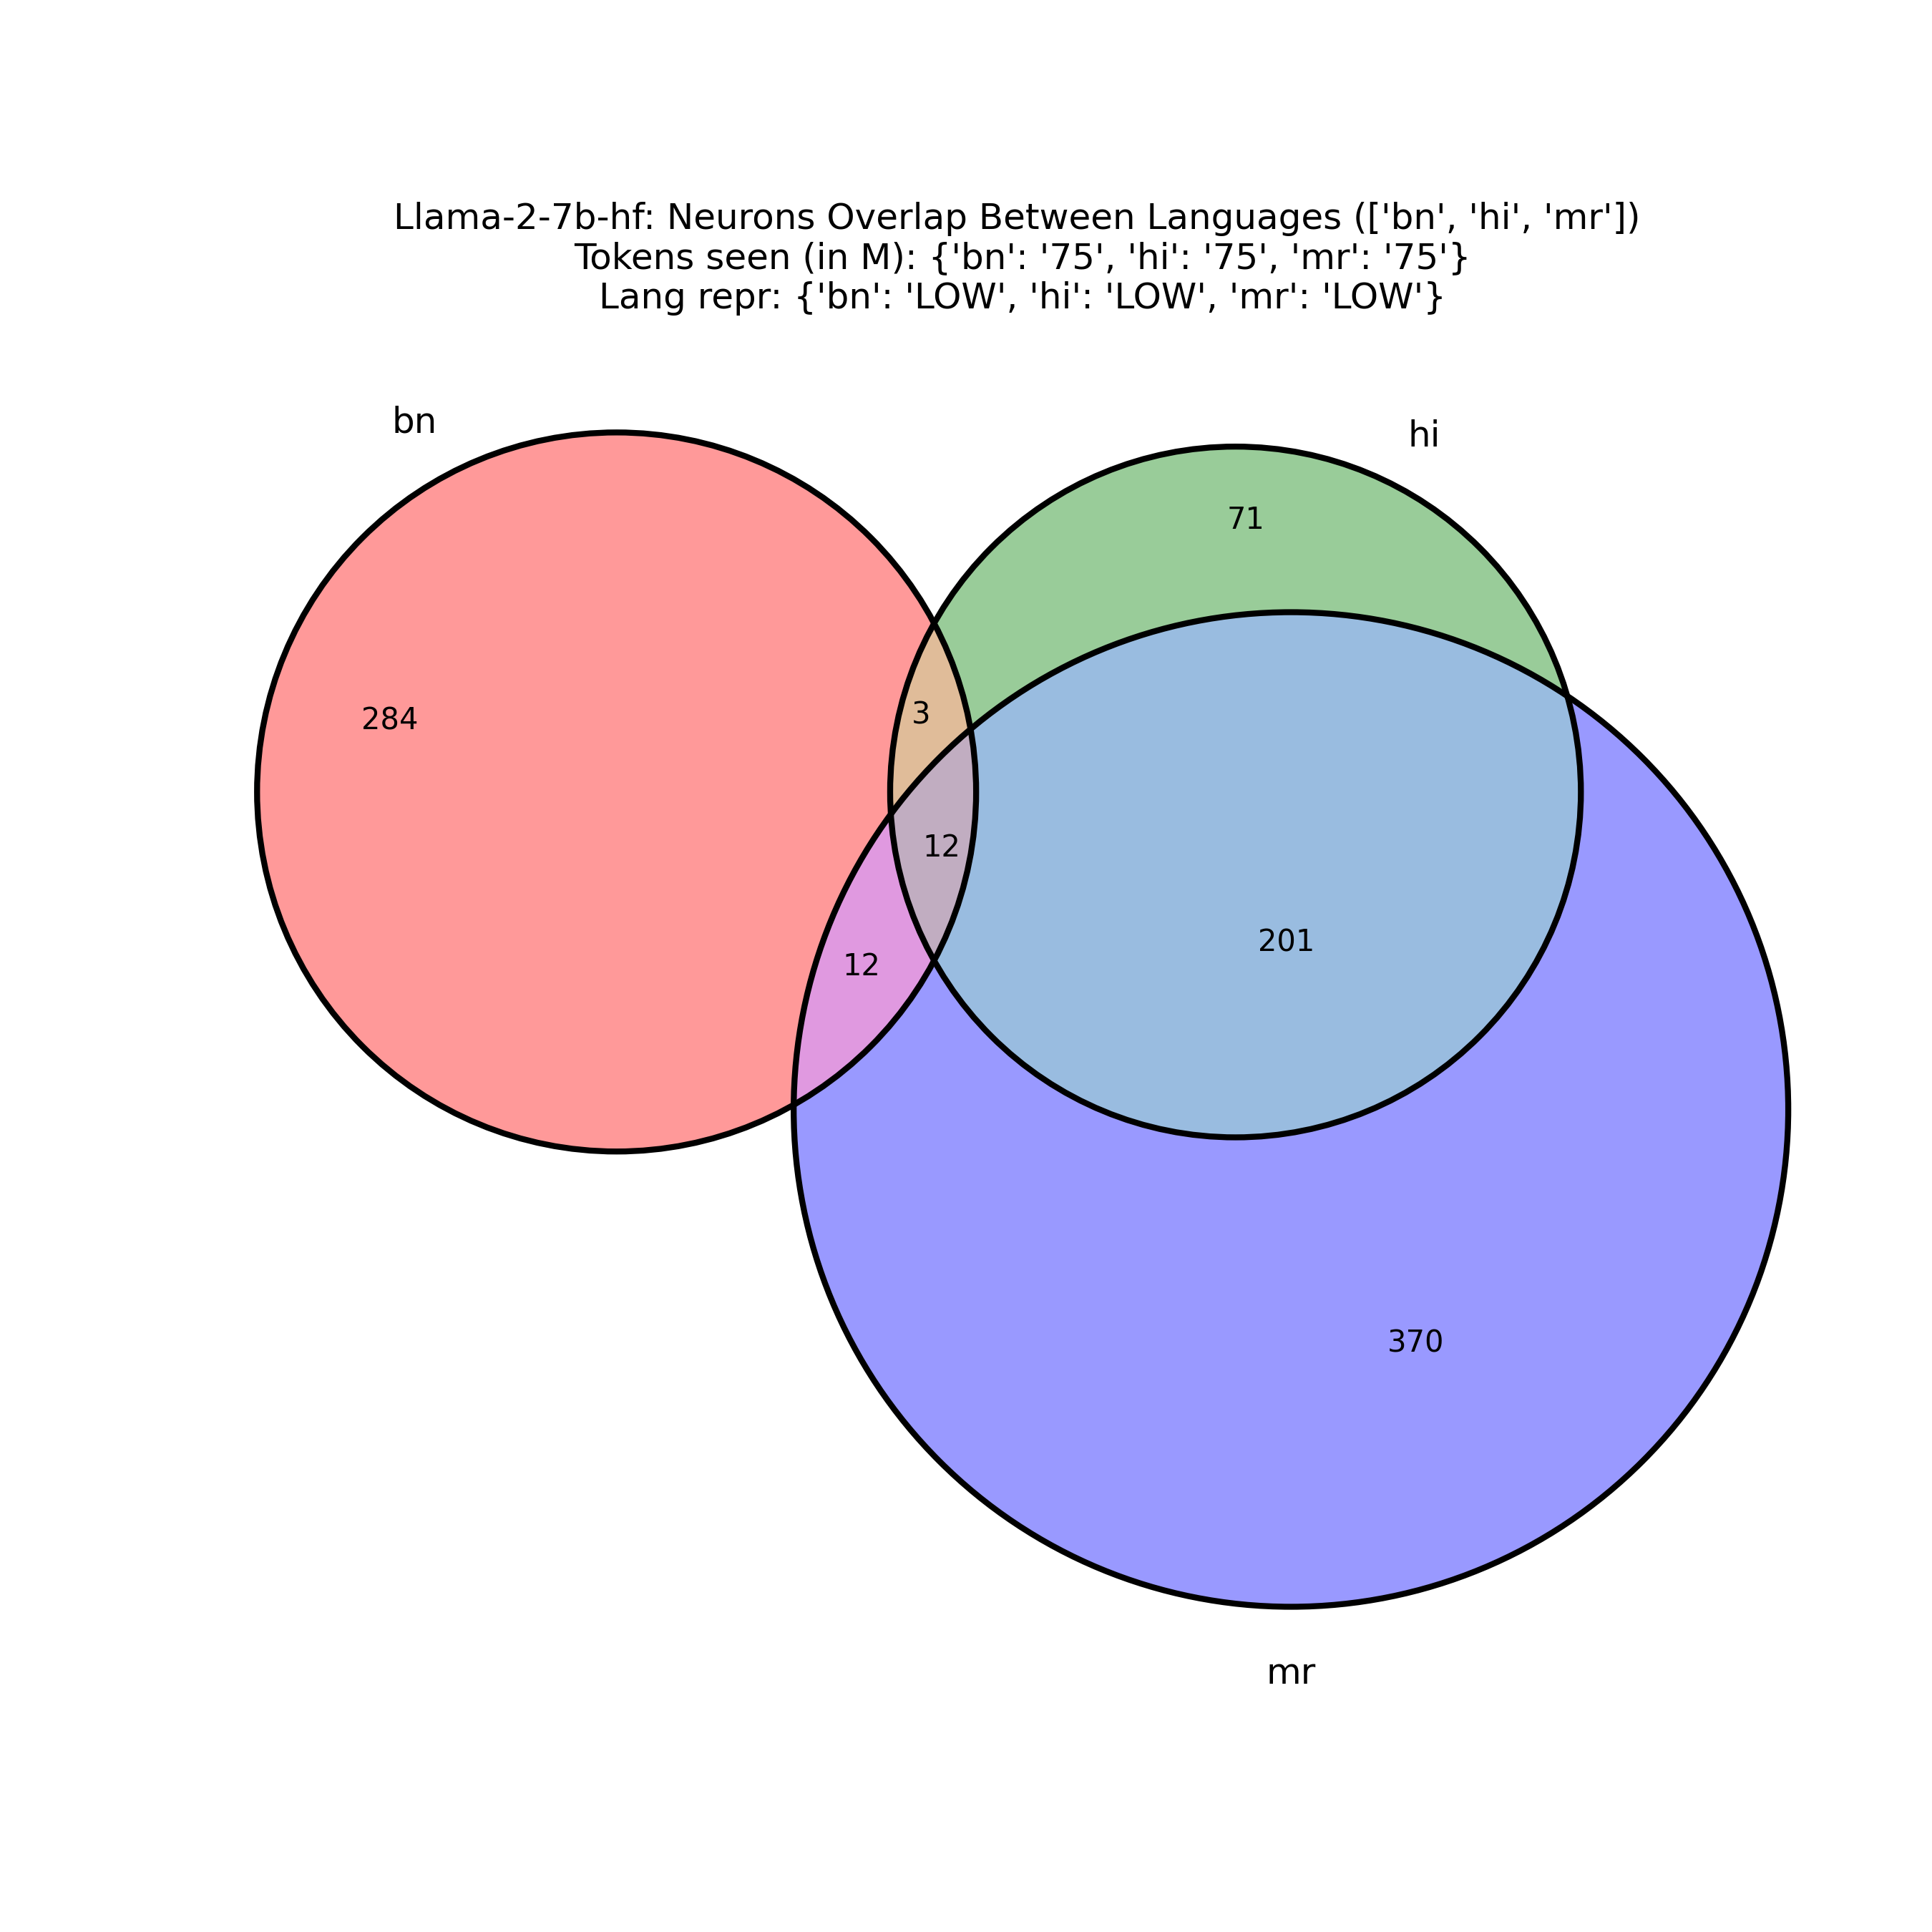 Llama-2-7b-hf: Neurons Overlap Between Languages (['bn', 'hi', 'mr'])
Tokens seen (in M): {'bn': '75', 'hi': '75', 'mr': '75'}
Lang repr: {'bn': 'LOW', 'hi': 'LOW', 'mr': 'LOW'}
bn
hi
71
3
284
12
201
12
370
mr